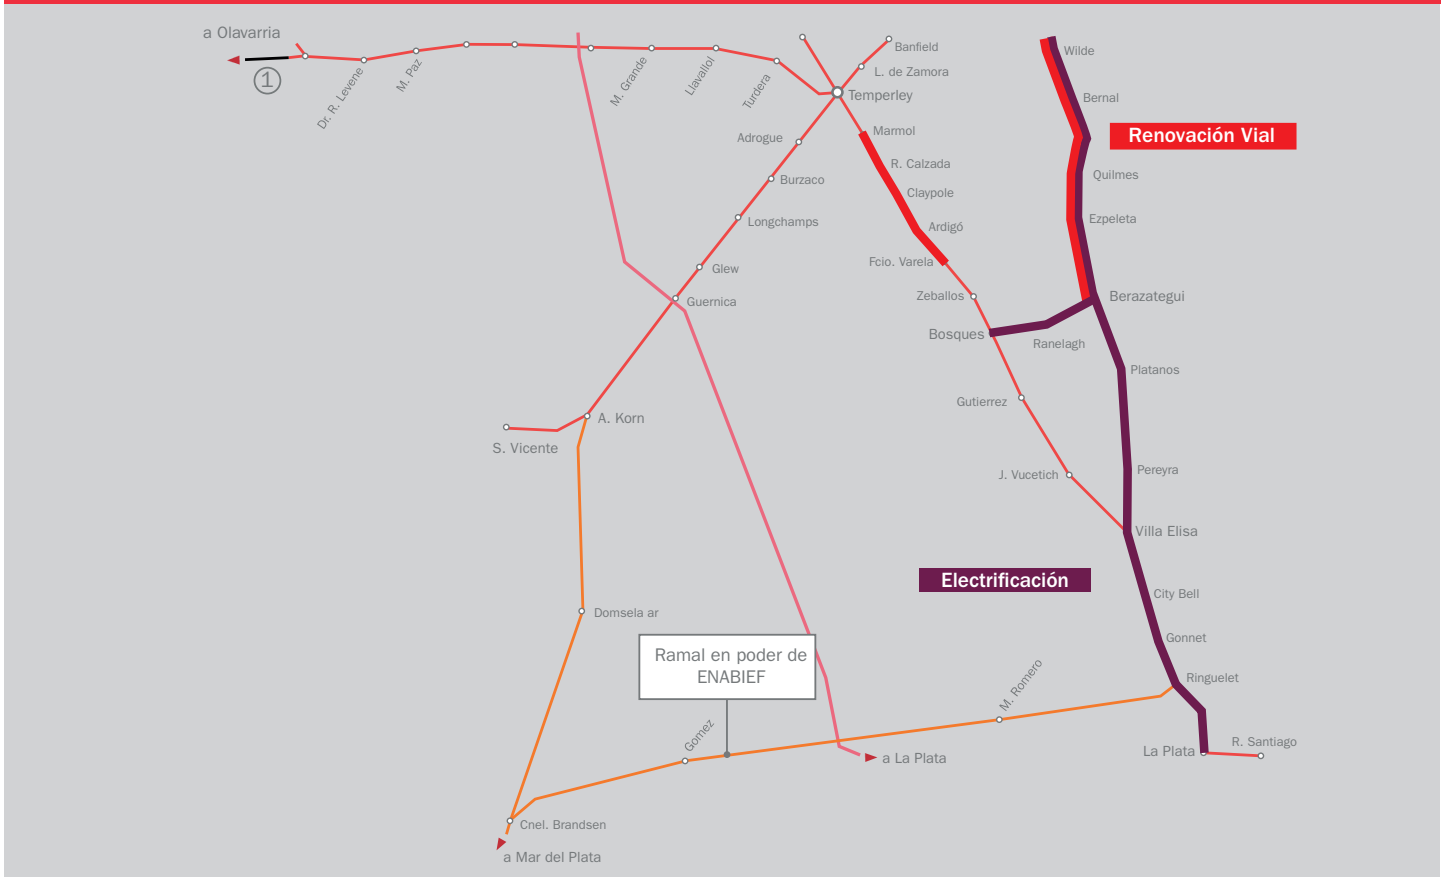 a Olavarria
1
Dr. R. Levene
M. Paz
M. Grande
Llavallol
Turdera
Banfield
L. de Zamora
Temperley
Wilde
Bernal
Renovación Vial
Marmol
Adrogue
R. Calzada
Burzaco
Claypole
Quilmes
Longchamps
Ardigó
Ezpeleta
Glew
Fcio. Varela
Guernica
Zeballos
Berazategui
Bosques
Ranelagh
Platanos
Gutierrez
A. Korn
S. Vicente
J. Vucetich
Pereyra
Villa Elisa
Electrificación
City Bell
Domsela ar
Gonnet
Ramal en poder de
ENABIEF
Ringuelet
M. Romero
Gomez
a La Plata
La Plata
R. Santiago
Cnel. Brandsen
a Mar del Plata